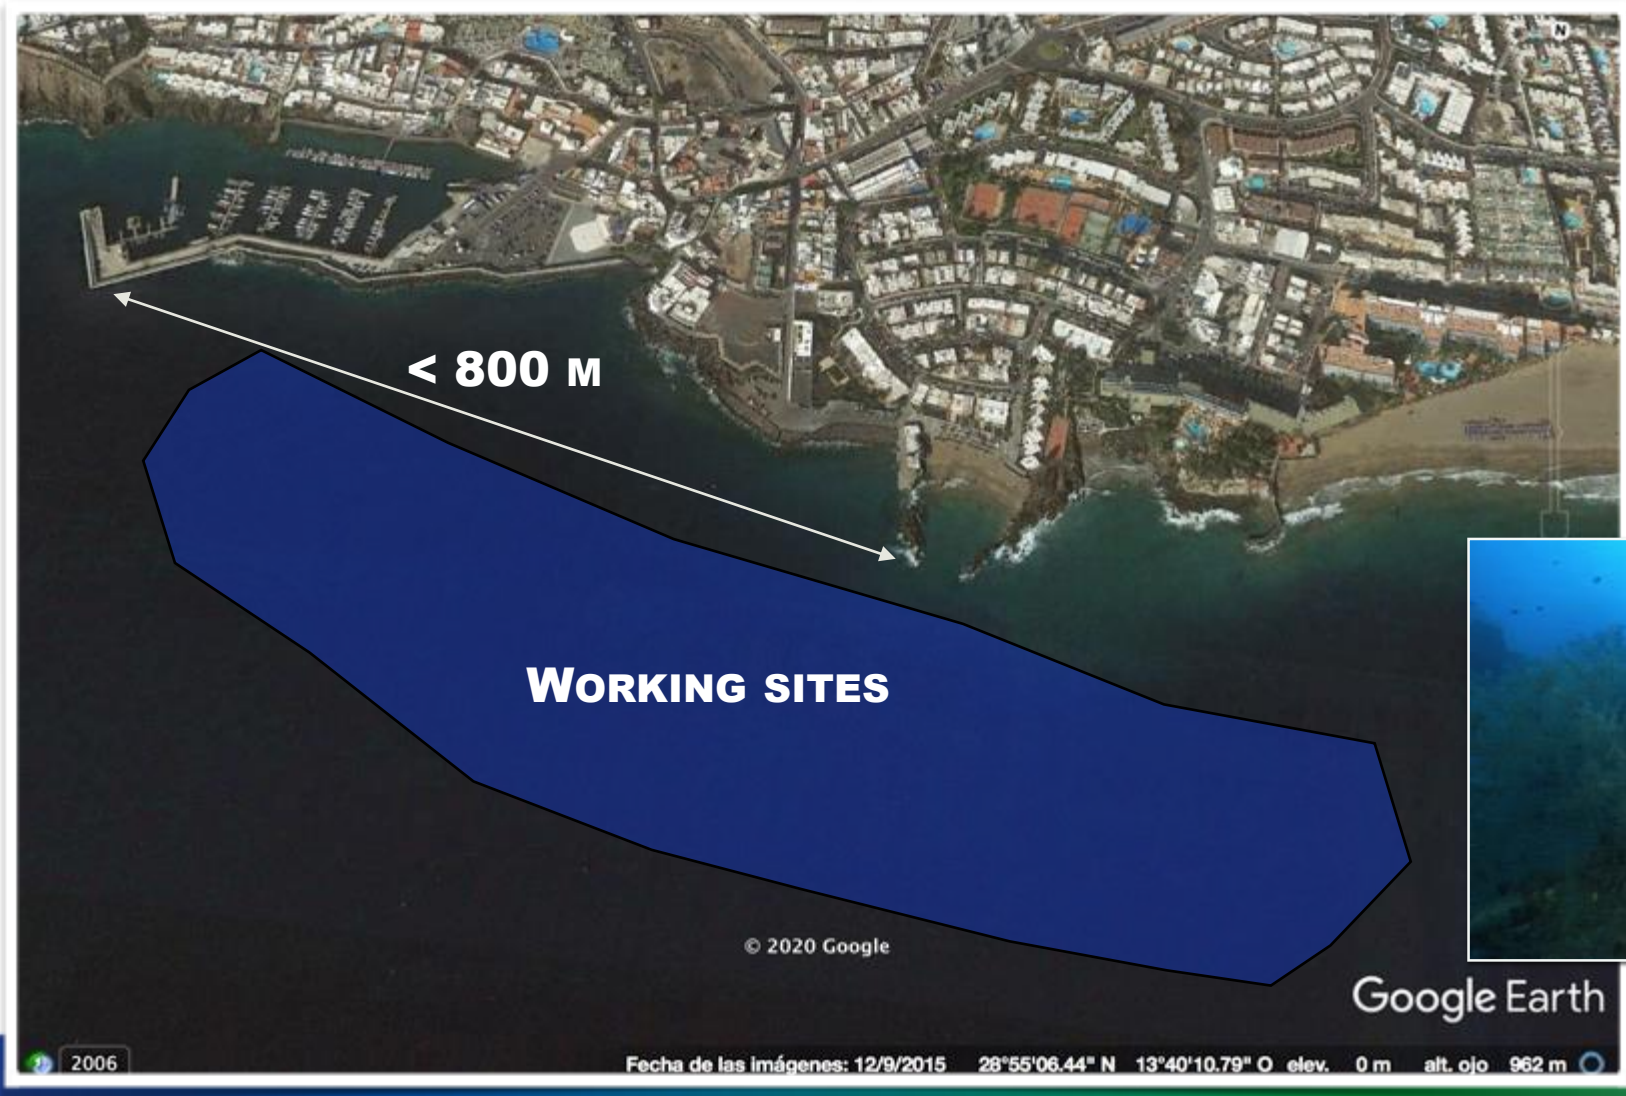 N
< 800 M
WORKING SITES
© 2020 Google
Google Earth
2006
Fecha de las imágenes: 12/9/2015 28°55'06.44" N 13°40'10.79" O elev. 0 m alt. ojo 962 m